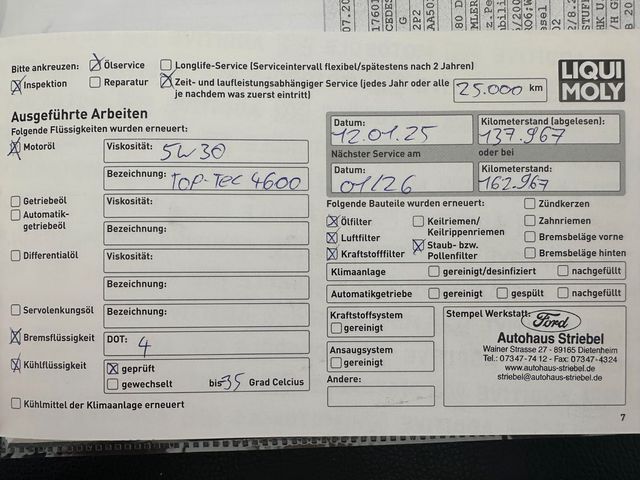 Bitte ankreuzen: ☒ Ölservice ☐ Longlife-Service (Serviceintervall flexibel/spätestens nach 2 Jahren)
☒ Inspektion ☐ Reparatur ☒ Zeit- und laufleistungsabhängiger Service (jedes Jahr oder alle 25.000 km
je nachdem was zuerst eintritt)
LIQUI
MOLY
Ausgeführte Arbeiten
Folgende Flüssigkeiten wurden erneuert:
☒ Motoröl Viskosität: 5W30
Bezeichnung: TOP-TEC 4600
☐ Getriebeöl Viskosität:
☐ Automatik-
getriebeöl
Bezeichnung:
☐ Differentialöl Viskosität:
Bezeichnung:
☐ Servolenkungsöl
☒ Bremsflüssigkeit DOT: 4
☒ Kühlflüssigkeit ☒ geprüft
☐ gewechselt bis -35 Grad Celcius
☐ Kühlmittel der Klimaanlage erneuert
Datum: 12.01.25 Kilometerstand (abgelesen): 137.967
Nächster Service am oder bei
Datum: 01/26 Kilometerstand: 162.967
Folgende Bauteile wurden erneuert: ☐ Zündkerzen
☒ Ölfilter ☐ Keilriemen/
Keilrippenriemen ☐ Zahnriemen
☒ Luftfilter ☒ Staub- bzw.
Pollenfilter ☐ Bremsbeläge vorne
☒ Kraftstofffilter ☐ Bremsbeläge hinten
Klimaanlage ☐ gereinigt/desinfiziert ☐ nachgefüllt
Automatikgetriebe ☐ gereinigt ☐ gespült ☐ nachgefüllt
Kraftstoffsystem
☐ gereinigt
Ansaugsystem
☐ gereinigt
Andere:
Stempel Werkstatt:
Ford
Autohaus Striebel
Wainer Strasse 27 - 89165 Dietenheim
Tel.: 07347-7412 - Fax: 07347-4324
www.autohaus-striebel.de
striebel@autohaus-striebel.de
7